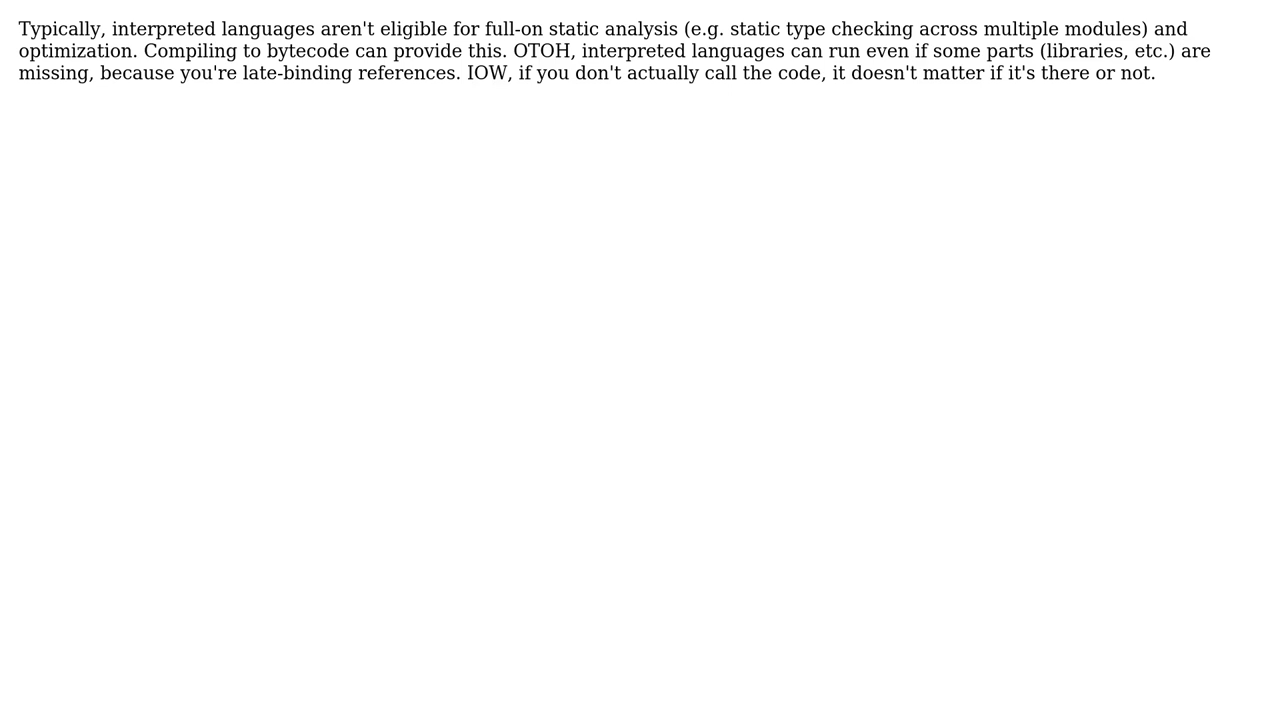 Typically, interpreted languages aren't eligible for full-on static analysis (e.g. static type checking across multiple modules) and
optimization. Compiling to bytecode can provide this. OTOH, interpreted languages can run even if some parts (libraries, etc.) are
missing, because you're late-binding references. IOW, if you don't actually call the code, it doesn't matter if it's there or not.